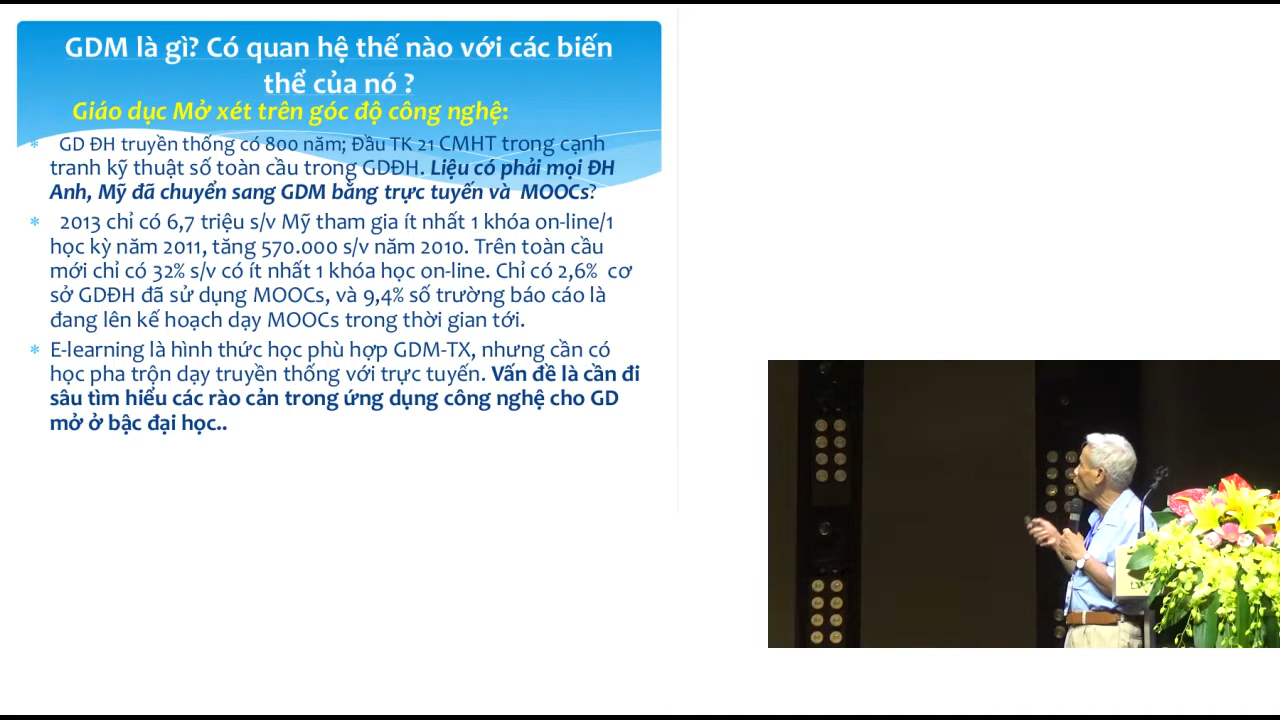 GDM là gì? Có quan hệ thế nào với các biến
thể của nó ?
Giáo dục Mở xét trên góc độ công nghệ:
* GD ĐH truyền thống có 800 năm; Đầu TK 21 CMHT trong cạnh
tranh kỹ thuật số toàn cầu trong GDĐH. Liệu có phải mọi ĐH
Anh, Mỹ đã chuyển sang GDM bằng trực tuyến và MOOCs?
* 2013 chỉ có 6,7 triệu s/v Mỹ tham gia ít nhất 1 khóa on-line/1
học kỳ năm 2011, tăng 570.000 s/v năm 2010. Trên toàn cầu
mới chỉ có 32% s/v có ít nhất 1 khóa học on-line. Chỉ có 2,6% cơ
sở GDĐH đã sử dụng MOOCs, và 9,4% số trường báo cáo là
đang lên kế hoạch dạy MOOCs trong thời gian tới.
* E-learning là hình thức học phù hợp GDM-TX, nhưng cần có
học pha trộn dạy truyền thống với trực tuyến. Vấn đề là cần đi
sâu tìm hiểu các rào cản trong ứng dụng công nghệ cho GD
mở ở bậc đại học..